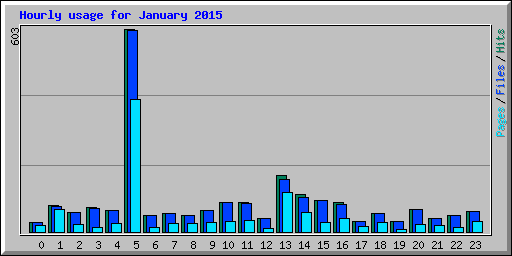 Hourly usage for January 2015
603
Pages/Files/Hits
0 1 2 3 4 5 6 7 8 9 10 11 12 13 14 15 16 17 18 19 20 21 22 23